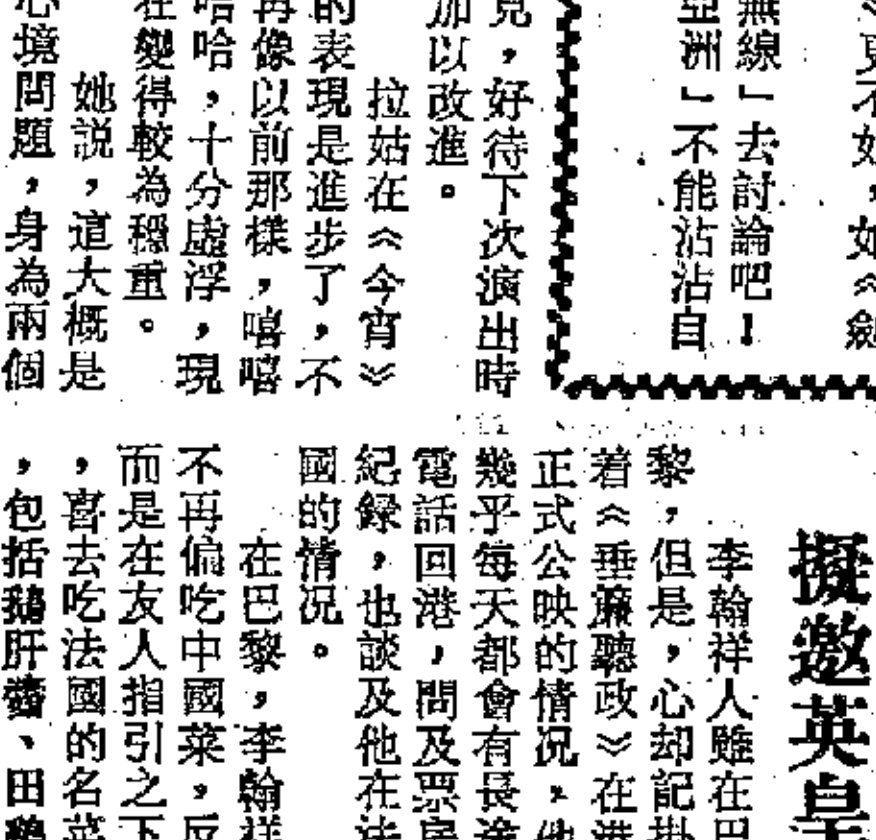 《更不
如《劍
無線」去討論吧！
亞洲」不能沾沾自
見，好待下次演出時
加以改進。
拉姑在《今宵》
的表現是進步了，不
再像以前那樣，嘻嘻
哈哈，十分虛浮，現
在變得較為穩重。
她說，這大概是
心境問題，身為兩個
擬邀英皇
李翰祥人雖在巴
黎，但是，心却記掛
着《垂簾聽政》在港
正式公映的情況，他
幾乎每天都會有長途
電話回港，問及票房
紀錄，也談及他在法
國的情況。
在巴黎，李翰祥
不再偏吃中國菜，反
而是在友人指引之下
，喜去吃法國的名菜
，包括鵝肝醬、田雞